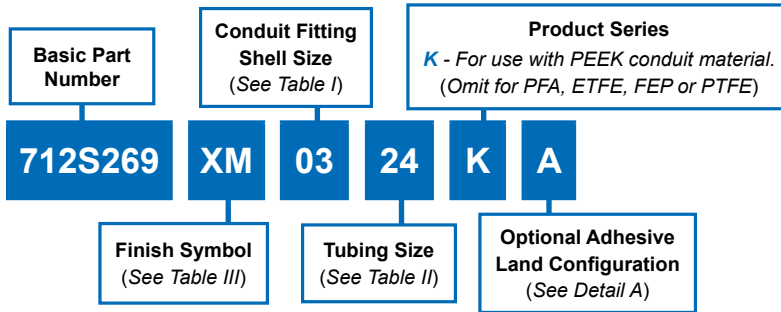 Basic Part
Number
Conduit Fitting
Shell Size
(See Table I)
Product Series
K - For use with PEEK conduit material.
(Omit for PFA, ETFE, FEP or PTFE)
712S269 XM 03 24 K A
Finish Symbol
(See Table III)
Tubing Size
(See Table II)
Optional Adhesive
Land Configuration
(See Detail A)